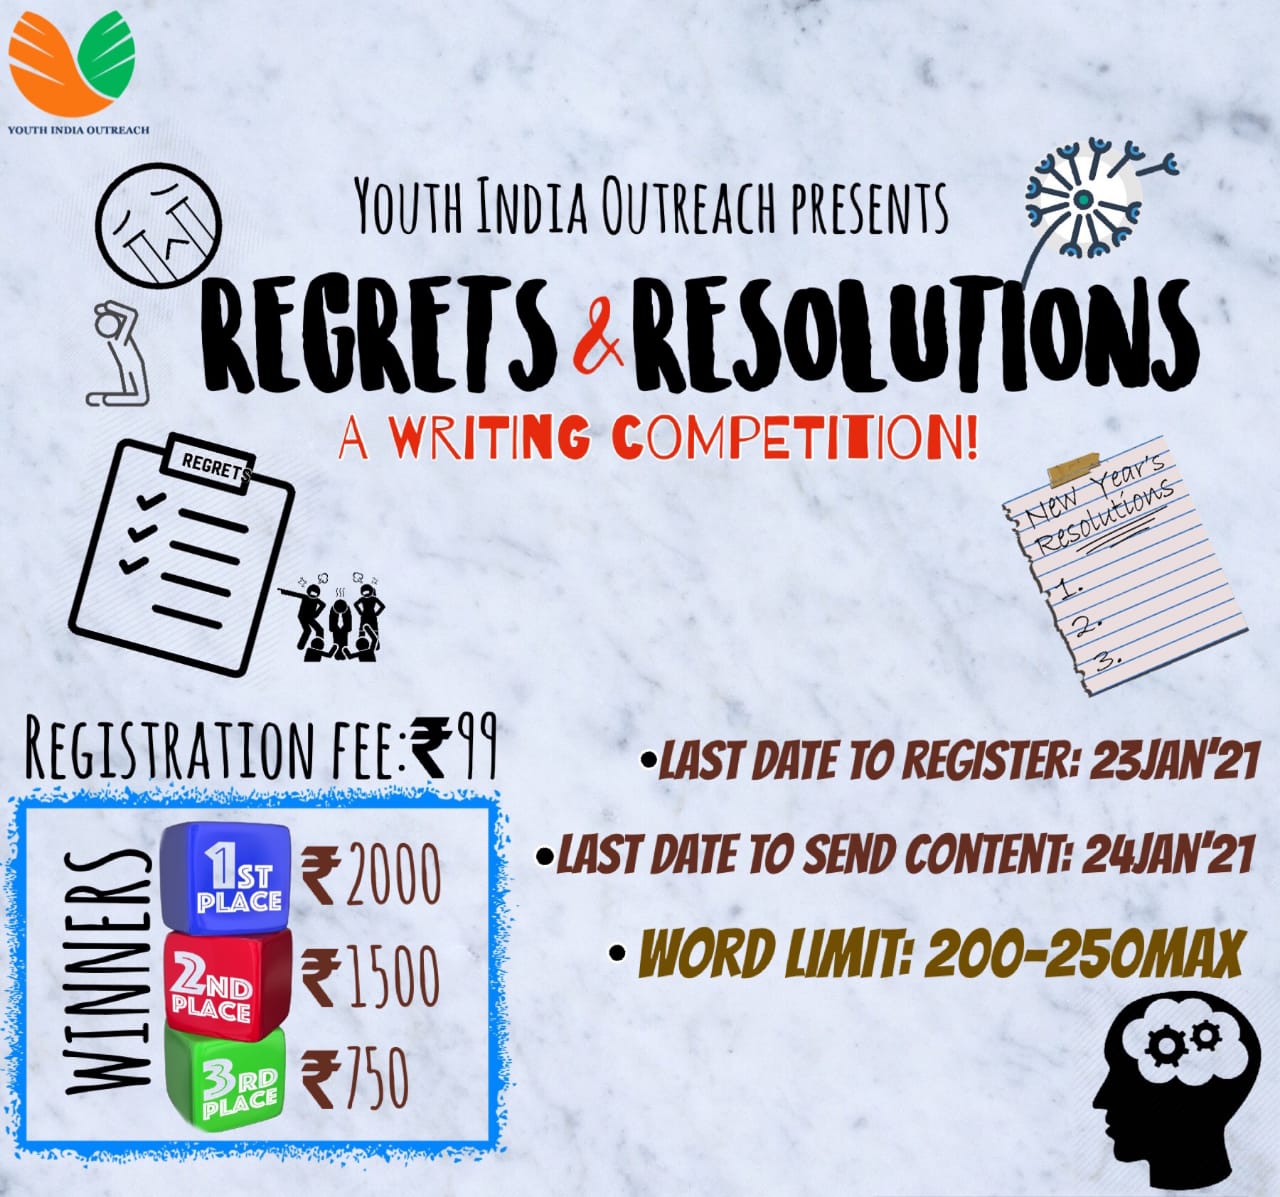 YOUTH INDIA OUTREACH
YOUTH INDIA OUTREACH PRESENTS
REGRETS & RESOLUTIONS
A WRITING COMPETITION!
REGRETS
New Year's
Resolutions
1.
2.
3.
REGISTRATION FEE:₹99
WINNERS
1ST PLACE ₹2000
2ND PLACE ₹1500
3RD PLACE ₹750
•LAST DATE TO REGISTER: 23JAN'21
•LAST DATE TO SEND CONTENT: 24JAN'21
• WORD LIMIT: 200-250MAX